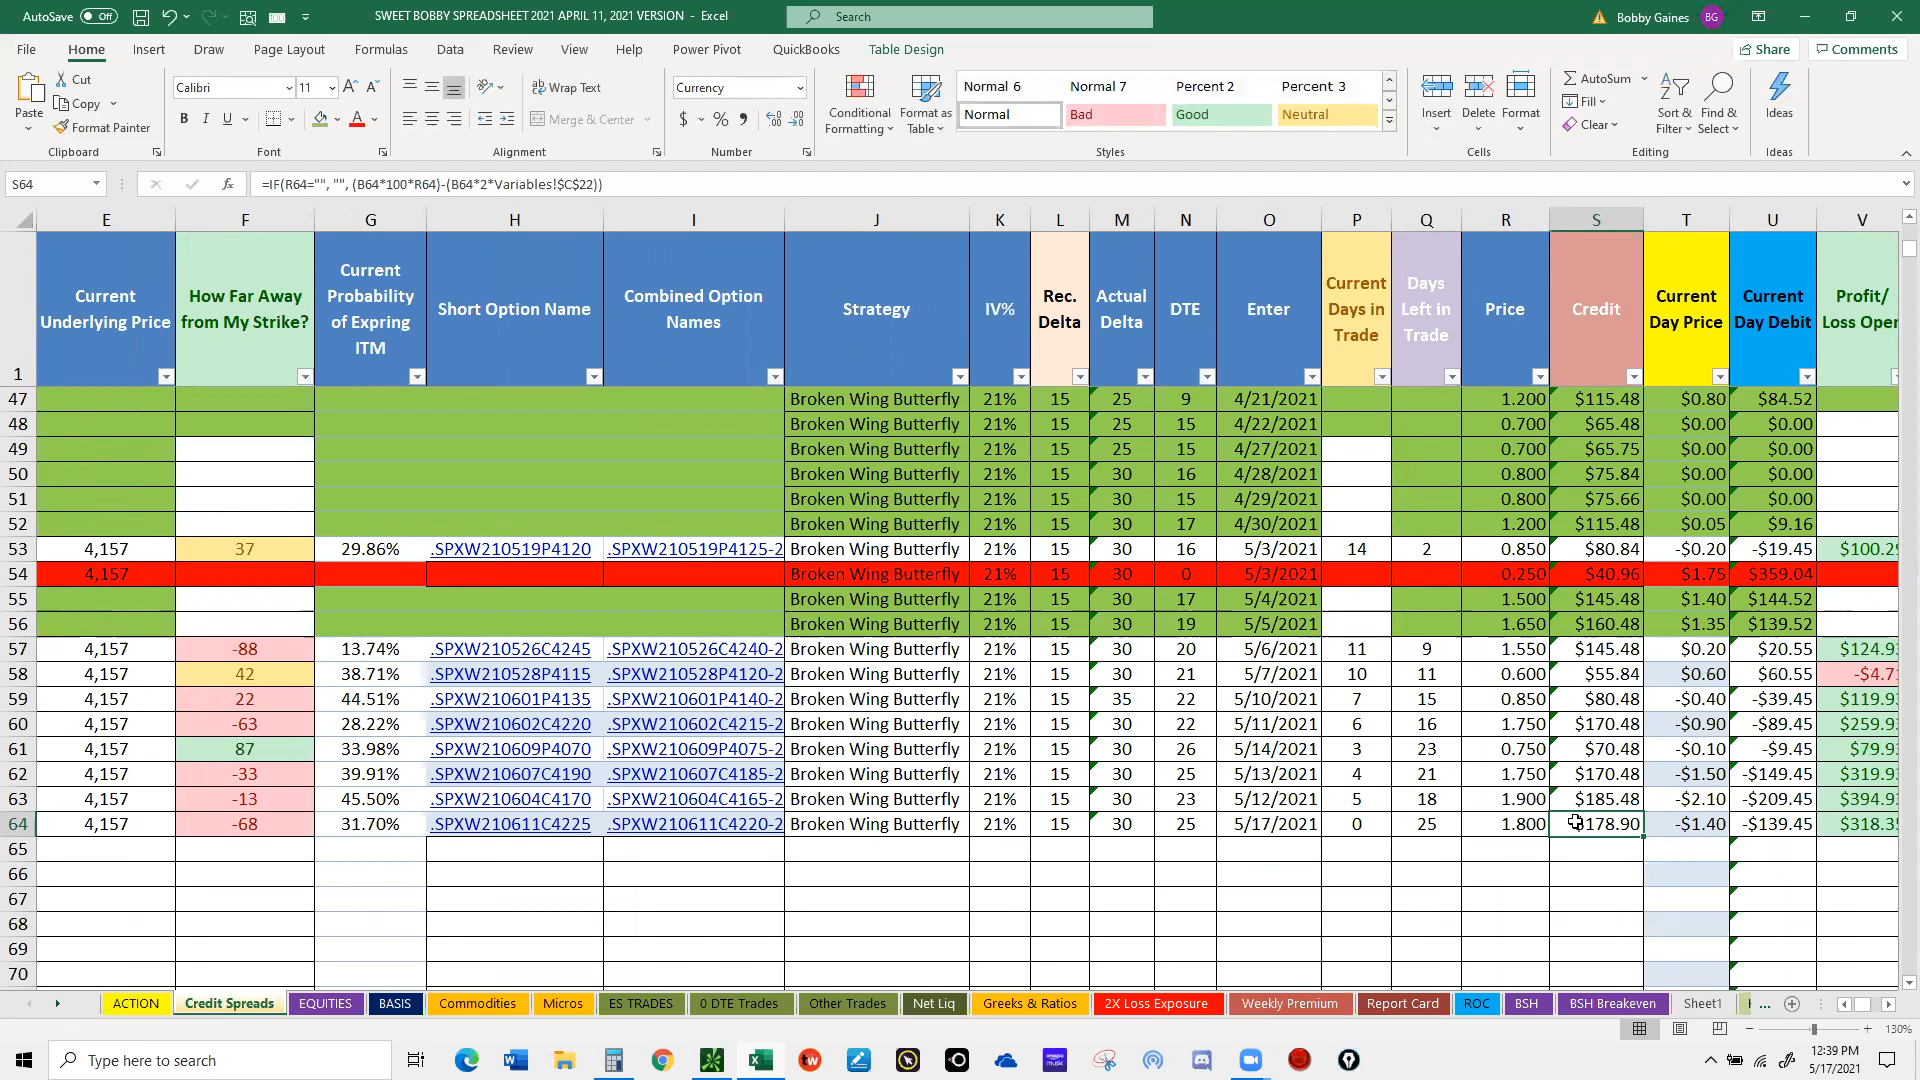 AutoSave Off SWEET BOBBY SPREADSHEET 2021 APRIL 11, 2021 VERSION - Excel Search Bobby Gaines BG
File Home Insert Draw Page Layout Formulas Data Review View Help Power Pivot QuickBooks Table Design Share Comments
Paste Cut Copy Format Painter Clipboard
Calibri 11 B I U A Font
Wrap Text Merge & Center Alignment
Currency $ % Number
Conditional Formatting Format as Table
Normal 6 Normal 7 Percent 2 Percent 3
Normal Bad Good Neutral
Styles
Insert Delete Format Cells
AutoSum Fill Clear Sort & Filter Find & Select Editing
Ideas Ideas
S64 fx =IF(R64="", "", (B64*100*R64)-(B64*2*Variables!$C$22))
E F G H I J K L M N O P Q R S T U V
1 Current Underlying Price How Far Away from My Strike? Current Probability of Expring ITM Short Option Name Combined Option Names Strategy IV% Rec. Delta Actual Delta DTE Enter Current Days in Trade Days Left in Trade Price Credit Current Day Price Current Day Debit Profit/ Loss Oper
47 Broken Wing Butterfly 21% 15 25 9 4/21/2021 1.200 $115.48 $0.80 $84.52
48 Broken Wing Butterfly 21% 15 25 15 4/22/2021 0.700 $65.48 $0.00 $0.00
49 Broken Wing Butterfly 21% 15 25 15 4/27/2021 0.700 $65.75 $0.00 $0.00
50 Broken Wing Butterfly 21% 15 30 16 4/28/2021 0.800 $75.84 $0.00 $0.00
51 Broken Wing Butterfly 21% 15 30 15 4/29/2021 0.800 $75.66 $0.00 $0.00
52 Broken Wing Butterfly 21% 15 30 17 4/30/2021 1.200 $115.48 $0.05 $9.16
53 4,157 37 29.86% .SPXW210519P4120 .SPXW210519P4125-2 Broken Wing Butterfly 21% 15 30 16 5/3/2021 14 2 0.850 $80.84 -$0.20 -$19.45 $100.29
54 4,157 Broken Wing Butterfly 21% 15 30 0 5/3/2021 0.250 $40.96 $1.75 $359.04
55 Broken Wing Butterfly 21% 15 30 17 5/4/2021 1.500 $145.48 $1.40 $144.52
56 Broken Wing Butterfly 21% 15 30 19 5/5/2021 1.650 $160.48 $1.35 $139.52
57 4,157 -88 13.74% .SPXW210526C4245 .SPXW210526C4240-2 Broken Wing Butterfly 21% 15 30 20 5/6/2021 11 9 1.550 $145.48 $0.20 $20.55 $124.93
58 4,157 42 38.71% .SPXW210528P4115 .SPXW210528P4120-2 Broken Wing Butterfly 21% 15 30 21 5/7/2021 10 11 0.600 $55.84 $0.60 $60.55 -$4.71
59 4,157 22 44.51% .SPXW210601P4135 .SPXW210601P4140-2 Broken Wing Butterfly 21% 15 35 22 5/10/2021 7 15 0.850 $80.48 -$0.40 -$39.45 $119.93
60 4,157 -63 28.22% .SPXW210602C4220 .SPXW210602C4215-2 Broken Wing Butterfly 21% 15 30 22 5/11/2021 6 16 1.750 $170.48 -$0.90 -$89.45 $259.93
61 4,157 87 33.98% .SPXW210609P4070 .SPXW210609P4075-2 Broken Wing Butterfly 21% 15 30 26 5/14/2021 3 23 0.750 $70.48 -$0.10 -$9.45 $79.93
62 4,157 -33 39.91% .SPXW210607C4190 .SPXW210607C4185-2 Broken Wing Butterfly 21% 15 30 25 5/13/2021 4 21 1.750 $170.48 -$1.50 -$149.45 $319.93
63 4,157 -13 45.50% .SPXW210604C4170 .SPXW210604C4165-2 Broken Wing Butterfly 21% 15 30 23 5/12/2021 5 18 1.900 $185.48 -$2.10 -$209.45 $394.93
64 4,157 -68 31.70% .SPXW210611C4225 .SPXW210611C4220-2 Broken Wing Butterfly 21% 15 30 25 5/17/2021 0 25 1.800 $178.90 -$1.40 -$139.45 $318.35
65
66
67
68
69
70
ACTION Credit Spreads EQUITIES BASIS Commodities Micros ES TRADES 0 DTE Trades Other Trades Net Liq Greeks & Ratios 2X Loss Exposure Weekly Premium Report Card ROC BSH BSH Breakeven Sheet1 ...
130%
Type here to search 12:39 PM
5/17/2021